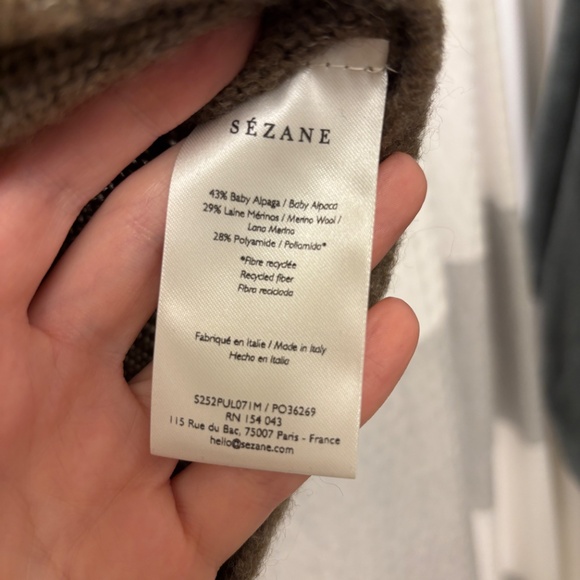 SÉZANE
43% Baby Alpaga / Baby Alpaca
29% Laine Mérinos / Merino Wool /
Lana Merino
28% Polyamide / Poliamida*
*Fibre recyclée
Recycled fiber
Fibra reciclada
Fabriqué en Italie / Made in Italy
Hecho en Italia
S252PUL071M / PO36269
RN 154 043
115 Rue du Bac, 75007 Paris - France
hello@sezane.com